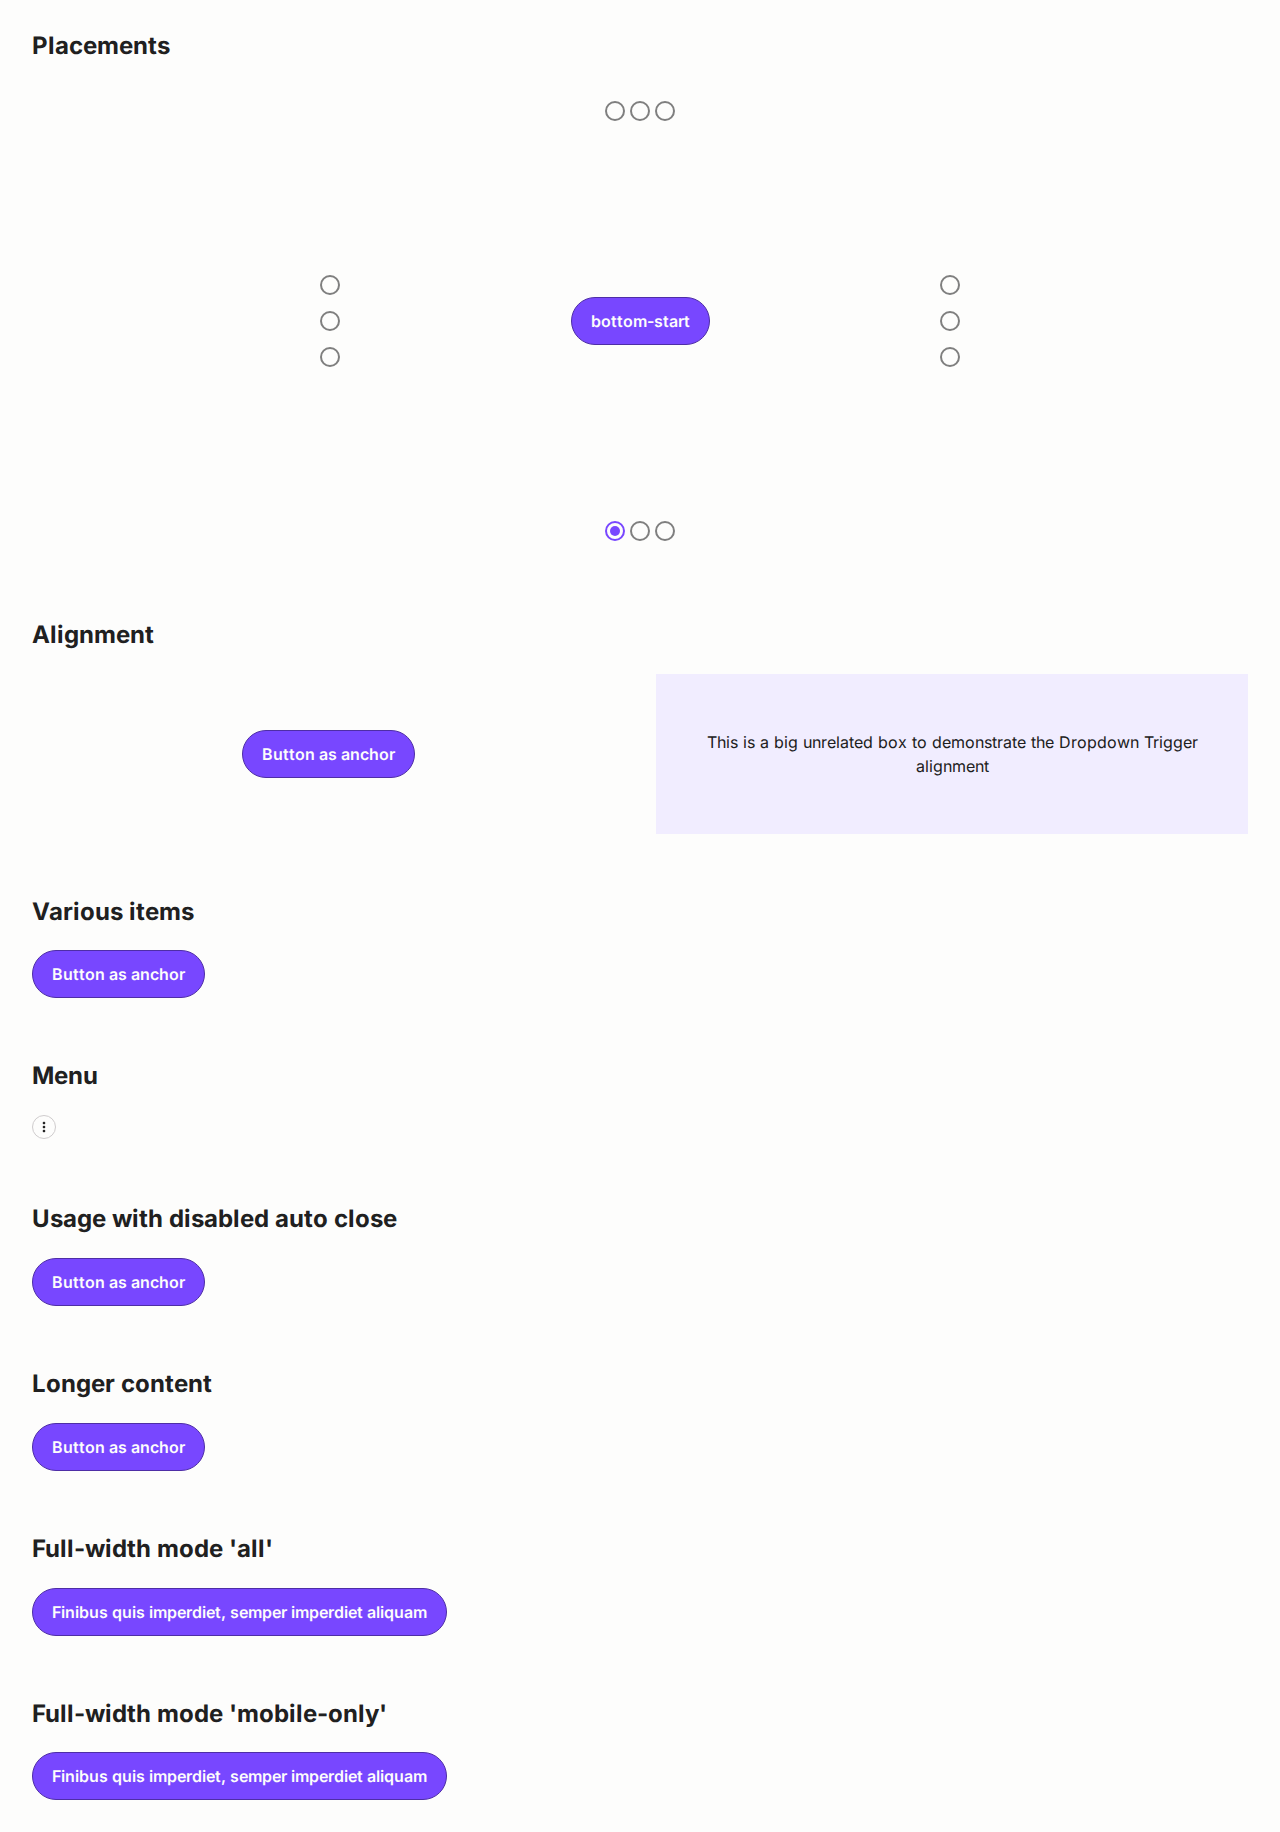 Placements
bottom-start
Alignment
Button as anchor
This is a big unrelated box to demonstrate the Dropdown Trigger
alignment
Various items
Button as anchor
Menu
Usage with disabled auto close
Button as anchor
Longer content
Button as anchor
Full-width mode 'all'
Finibus quis imperdiet, semper imperdiet aliquam
Full-width mode 'mobile-only'
Finibus quis imperdiet, semper imperdiet aliquam